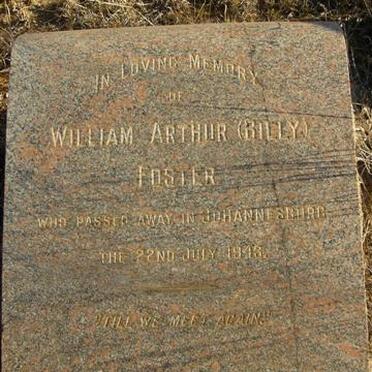 IN LOVING MEMORY
OF
WILLIAM ARTHUR (BILLY)
FOSTER
WHO PASSED AWAY IN JOHANNESBURG
THE 22ND JULY 1948.
"TILL WE MEET AGAIN"